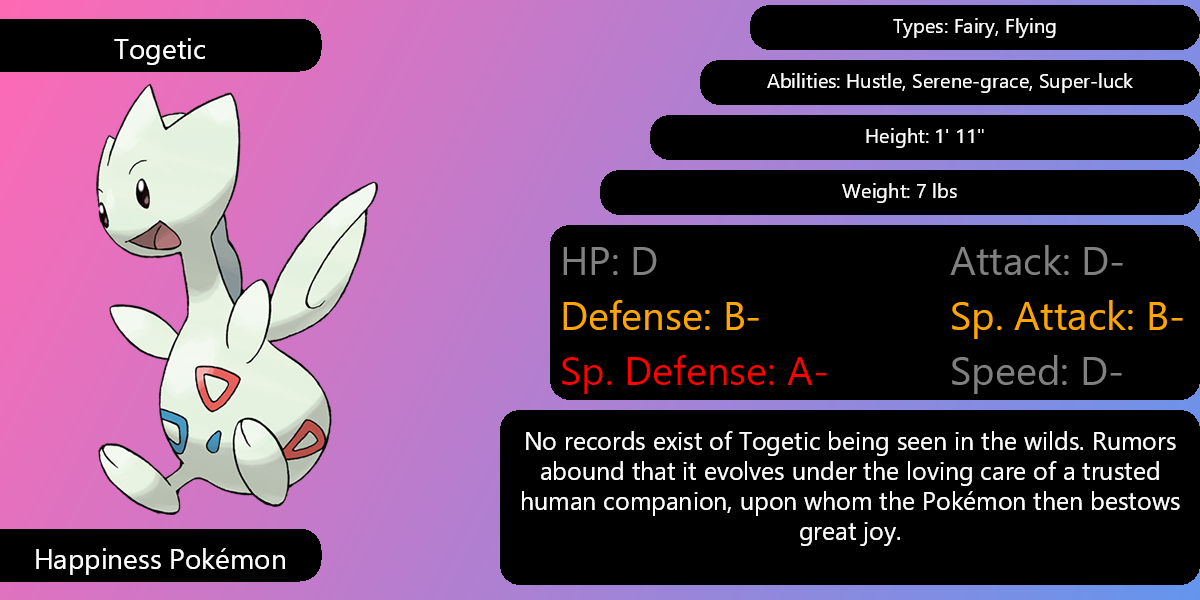 Togetic
Types: Fairy, Flying
Abilities: Hustle, Serene-grace, Super-luck
Height: 1' 11"
Weight: 7 lbs
HP: D
Attack: D-
Defense: B-
Sp. Attack: B-
Sp. Defense: A-
Speed: D-
No records exist of Togetic being seen in the wilds. Rumors
abound that it evolves under the loving care of a trusted
human companion, upon whom the Pokémon then bestows
great joy.
Happiness Pokémon